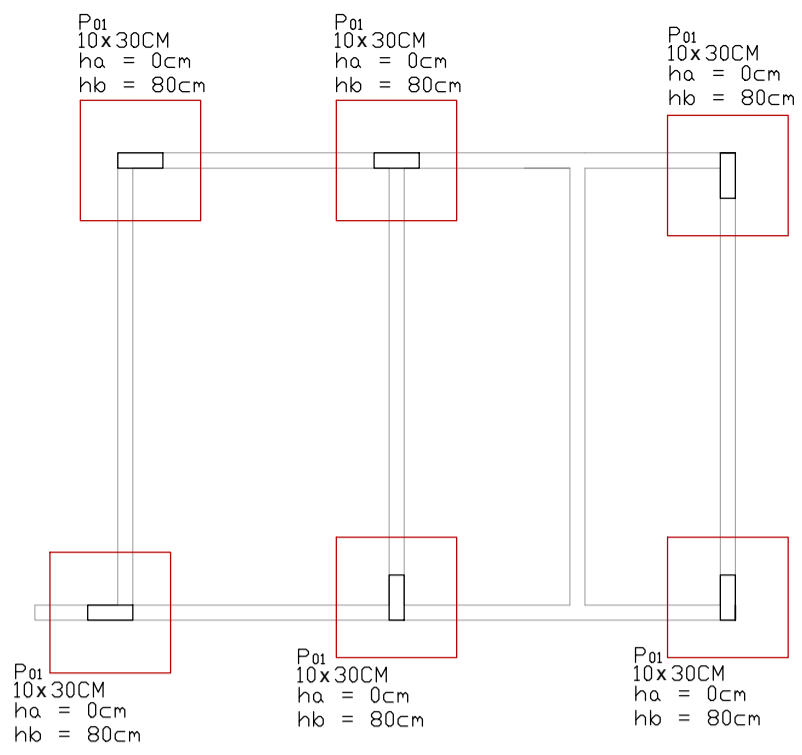 P01
10x30CM
ha = 0cm
hb = 80cm
P01
10x30CM
ha = 0cm
hb = 80cm
P01
10x30CM
ha = 0cm
hb = 80cm
P01
10x30CM
ha = 0cm
hb = 80cm
P01
10x30CM
ha = 0cm
hb = 80cm
P01
10x30CM
ha = 0cm
hb = 80cm